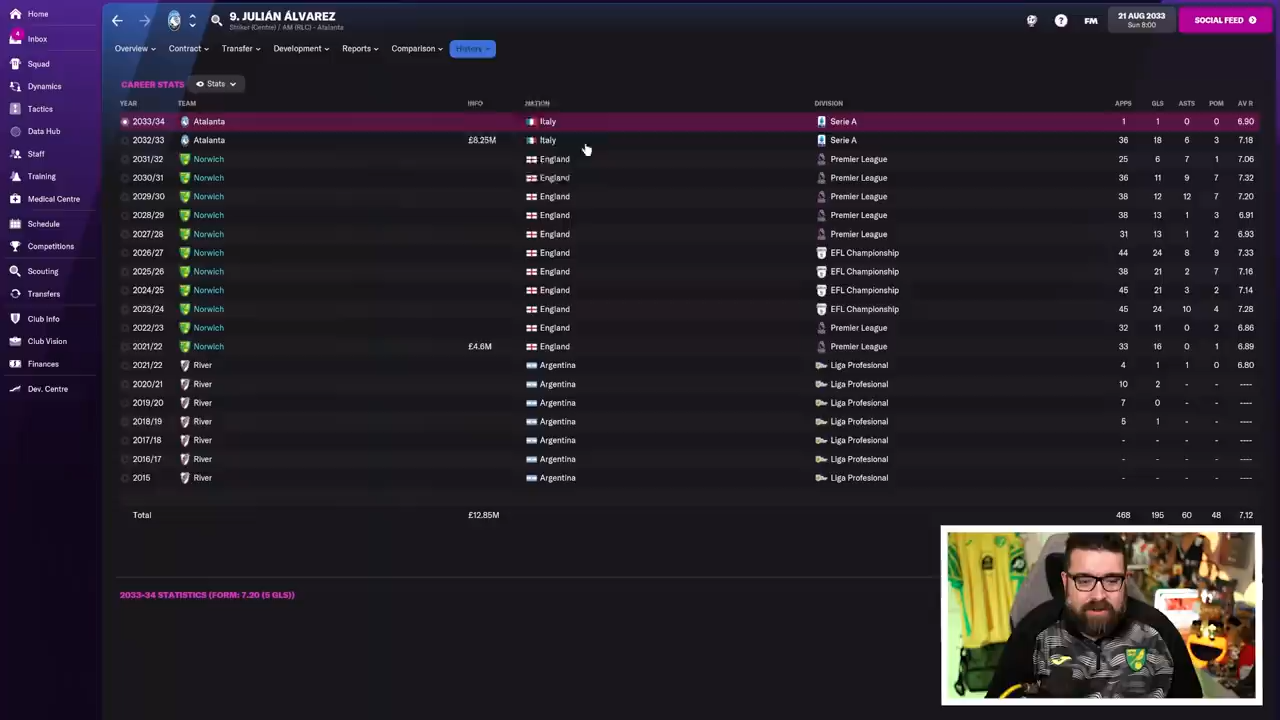 Home
9. JULIÁN ÁLVAREZ
Striker (Centre) / AM (RLC) - Atalanta
21 AUG 2033
Sun 8:00
FM
SOCIAL FEED
4
Inbox
Squad
Dynamics
Tactics
Data Hub
Staff
Training
Medical Centre
Schedule
Competitions
Scouting
Transfers
Club Info
Club Vision
Finances
Dev. Centre
Overview Contract Transfer Development Reports Comparison History
CAREER STATS Stats
YEAR TEAM INFO NATION DIVISION APPS GLS ASTS POM AV R
2033/34 Atalanta Italy Serie A 1 1 0 0 6.90
2032/33 Atalanta £8.25M Italy Serie A 36 18 6 3 7.18
2031/32 Norwich England Premier League 25 6 7 1 7.06
2030/31 Norwich England Premier League 36 11 9 7 7.32
2029/30 Norwich England Premier League 38 12 12 7 7.20
2028/29 Norwich England Premier League 38 13 1 3 6.91
2027/28 Norwich England Premier League 31 13 1 2 6.93
2026/27 Norwich England EFL Championship 44 24 8 9 7.33
2025/26 Norwich England EFL Championship 38 21 2 7 7.16
2024/25 Norwich England EFL Championship 45 21 3 2 7.14
2023/24 Norwich England EFL Championship 45 24 10 4 7.28
2022/23 Norwich England Premier League 32 11 0 2 6.86
2021/22 Norwich £4.6M England Premier League 33 16 0 1 6.89
2021/22 River Argentina Liga Profesional 4 1 1 0 6.80
2020/21 River Argentina Liga Profesional 10 2 - - ----
2019/20 River Argentina Liga Profesional 7 0 - - ----
2018/19 River Argentina Liga Profesional 5 1 - - ----
2017/18 River Argentina Liga Profesional - - - - ----
2016/17 River Argentina Liga Profesional - - - - ----
2015 River Argentina Liga Profesional - - - - ----
Total £12.85M 468 195 60 48 7.12
2033-34 STATISTICS (FORM: 7.20 (5 GLS))